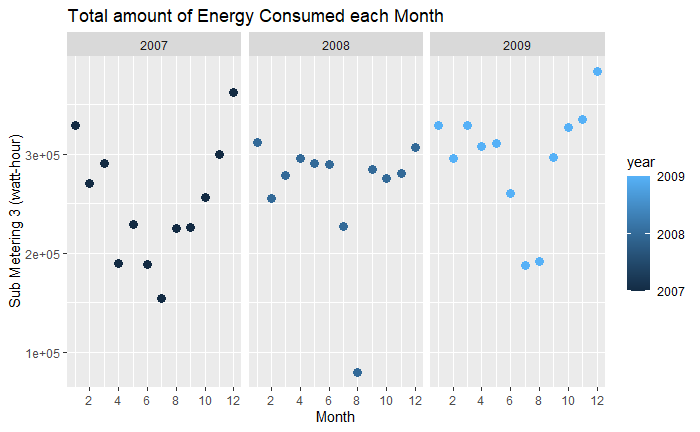 Total amount of Energy Consumed each Month
2007 2008 2009
Sub Metering 3 (watt-hour)
3e+05
2e+05
1e+05
2 4 6 8 10 12 2 4 6 8 10 12 2 4 6 8 10 12
Month
year
2009
2008
2007